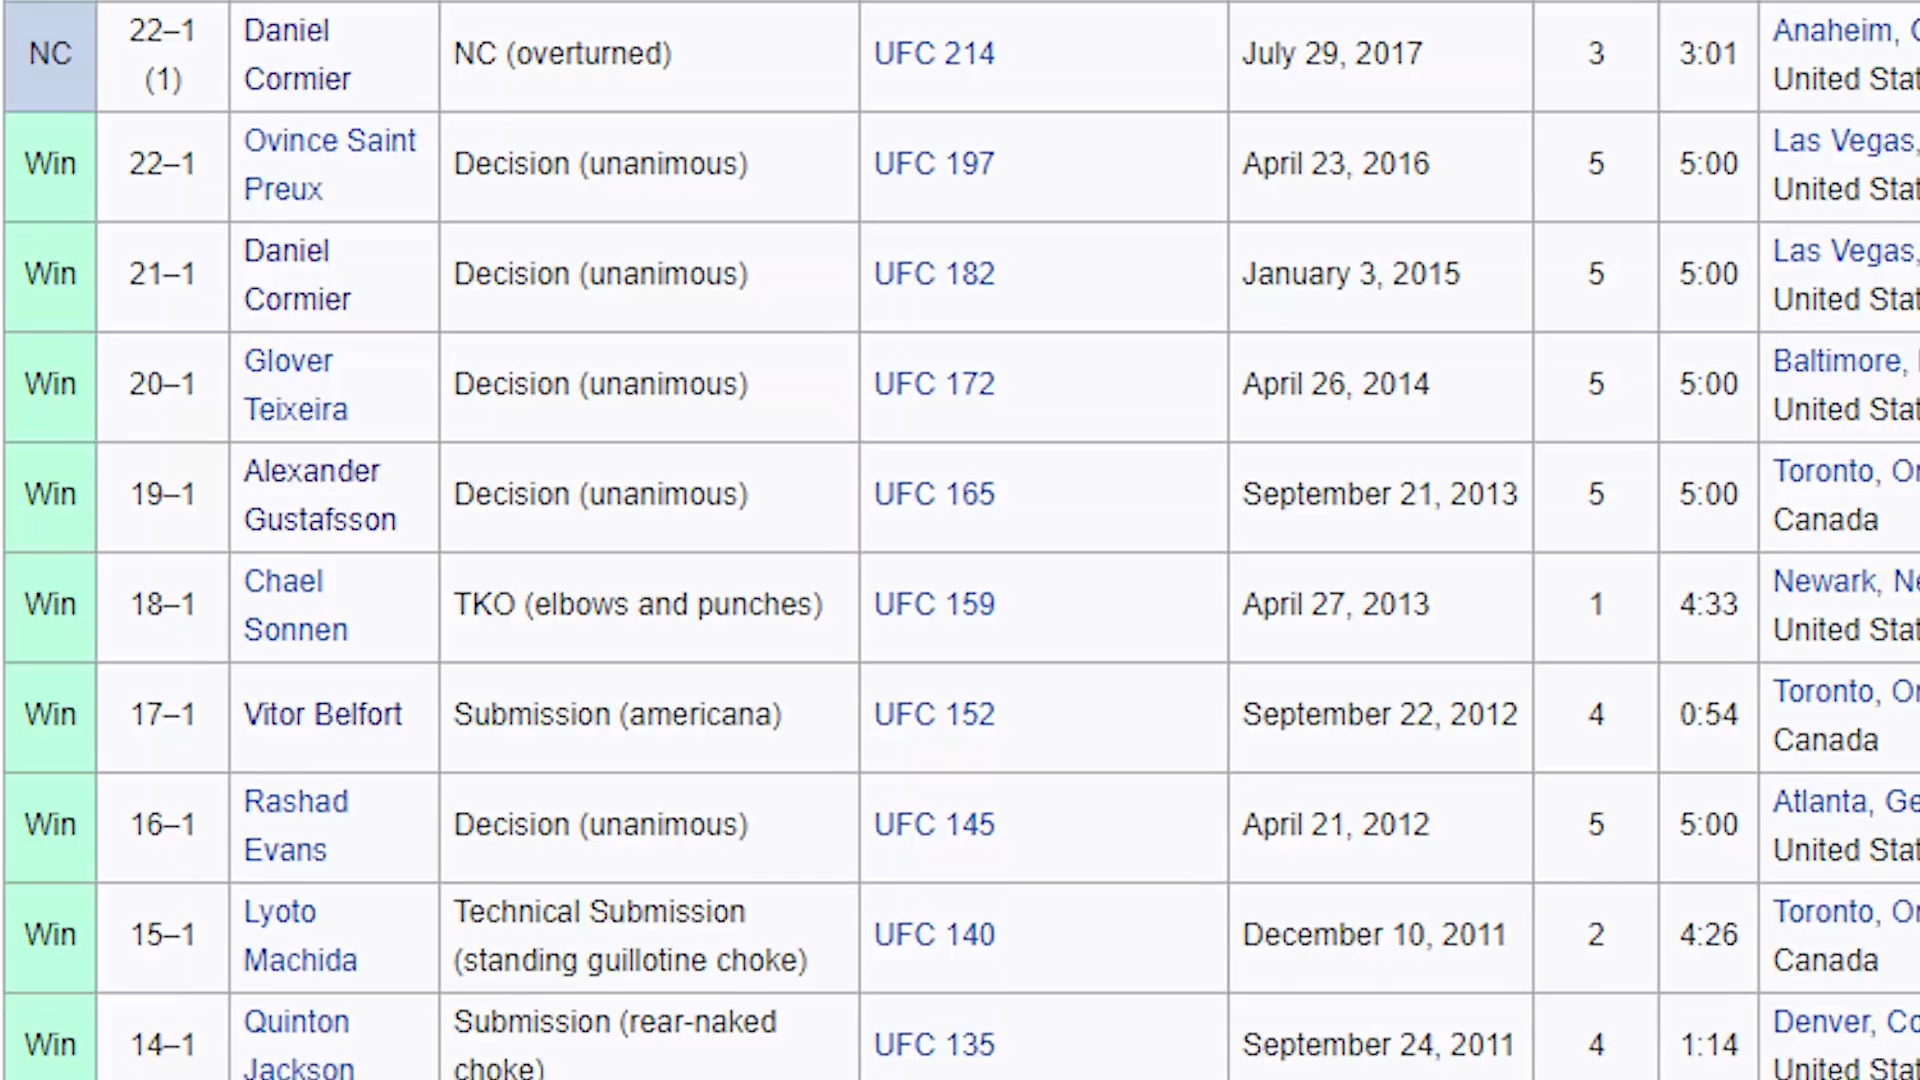 NC 22–1 (1) Daniel Cormier NC (overturned) UFC 214 July 29, 2017 3 3:01 Anaheim, United
Win 22–1 Ovince Saint Preux Decision (unanimous) UFC 197 April 23, 2016 5 5:00 Las Vegas, United
Win 21–1 Daniel Cormier Decision (unanimous) UFC 182 January 3, 2015 5 5:00 Las Vegas, United
Win 20–1 Glover Teixeira Decision (unanimous) UFC 172 April 26, 2014 5 5:00 Baltimore, United
Win 19–1 Alexander Gustafsson Decision (unanimous) UFC 165 September 21, 2013 5 5:00 Toronto, Canada
Win 18–1 Chael Sonnen TKO (elbows and punches) UFC 159 April 27, 2013 1 4:33 Newark, United
Win 17–1 Vitor Belfort Submission (americana) UFC 152 September 22, 2012 4 0:54 Toronto, Canada
Win 16–1 Rashad Evans Decision (unanimous) UFC 145 April 21, 2012 5 5:00 Atlanta, United
Win 15–1 Lyoto Machida Technical Submission (standing guillotine choke) UFC 140 December 10, 2011 2 4:26 Toronto, Canada
Win 14–1 Quinton Jackson Submission (rear-naked choke) UFC 135 September 24, 2011 4 1:14 Denver, United